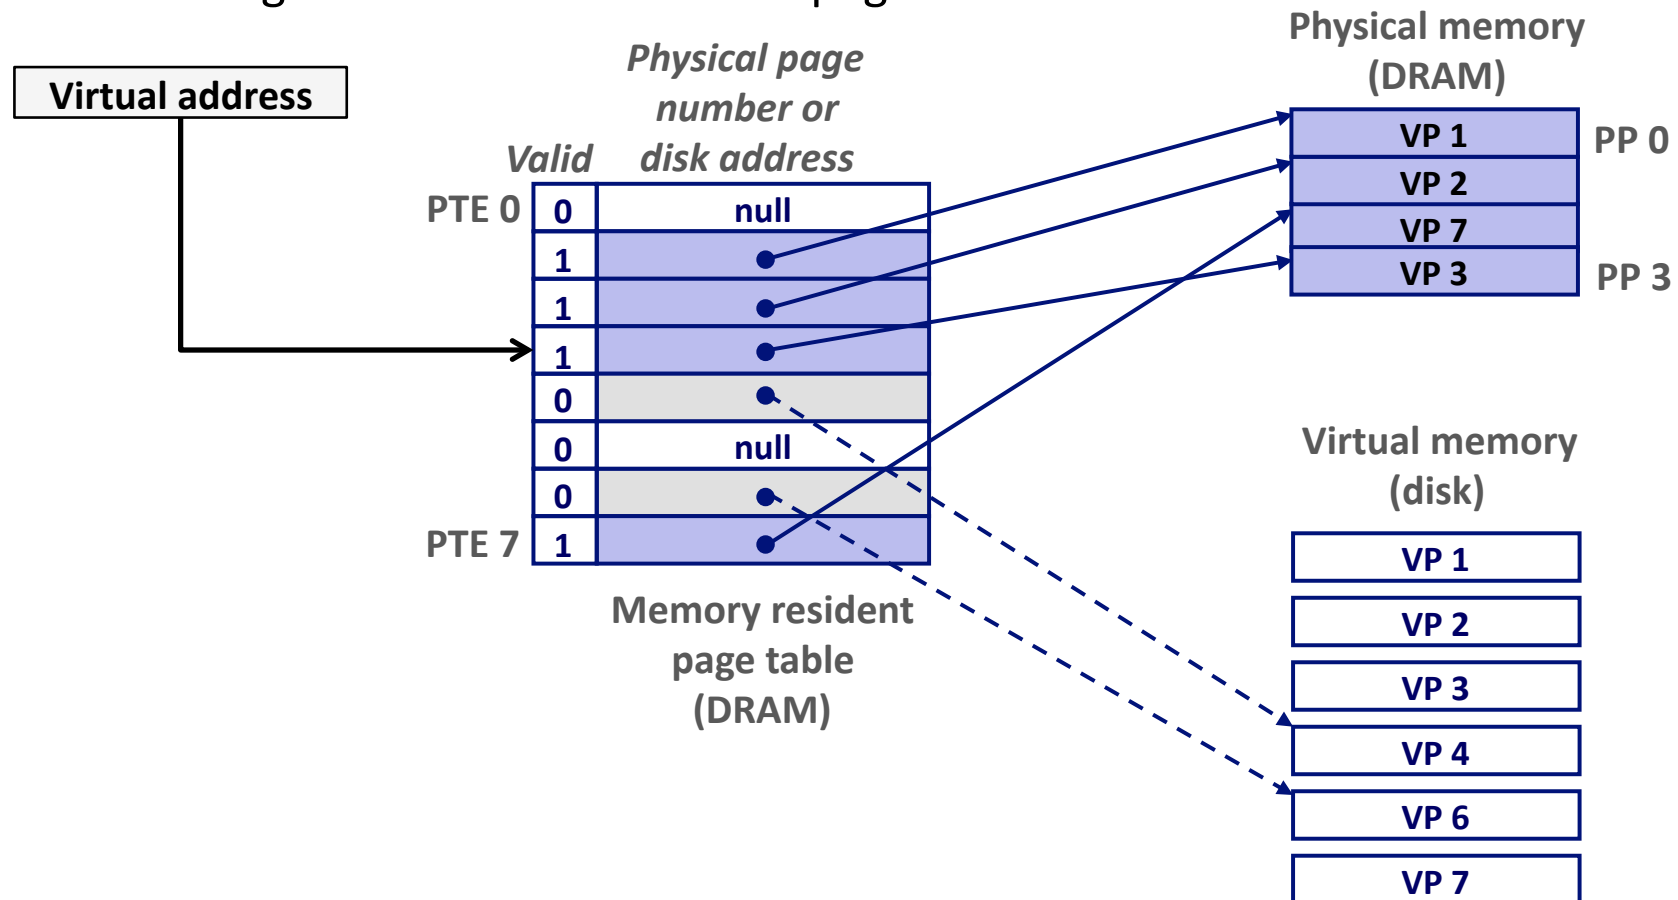 Physical memory
(DRAM)
Virtual address
Physical page
number or
disk address
Valid
PTE 0
0 null
1
1
1
0
0 null
0
PTE 7 1
Memory resident
page table
(DRAM)
VP 1 PP 0
VP 2
VP 7
VP 3 PP 3
Virtual memory
(disk)
VP 1
VP 2
VP 3
VP 4
VP 6
VP 7